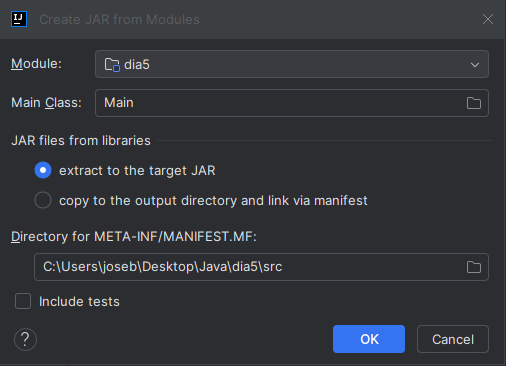 Create JAR from Modules
Module: dia5
Main Class: Main
JAR files from libraries
extract to the target JAR
copy to the output directory and link via manifest
Directory for META-INF/MANIFEST.MF:
C:\Users\joseb\Desktop\Java\dia5\src
Include tests
? OK Cancel